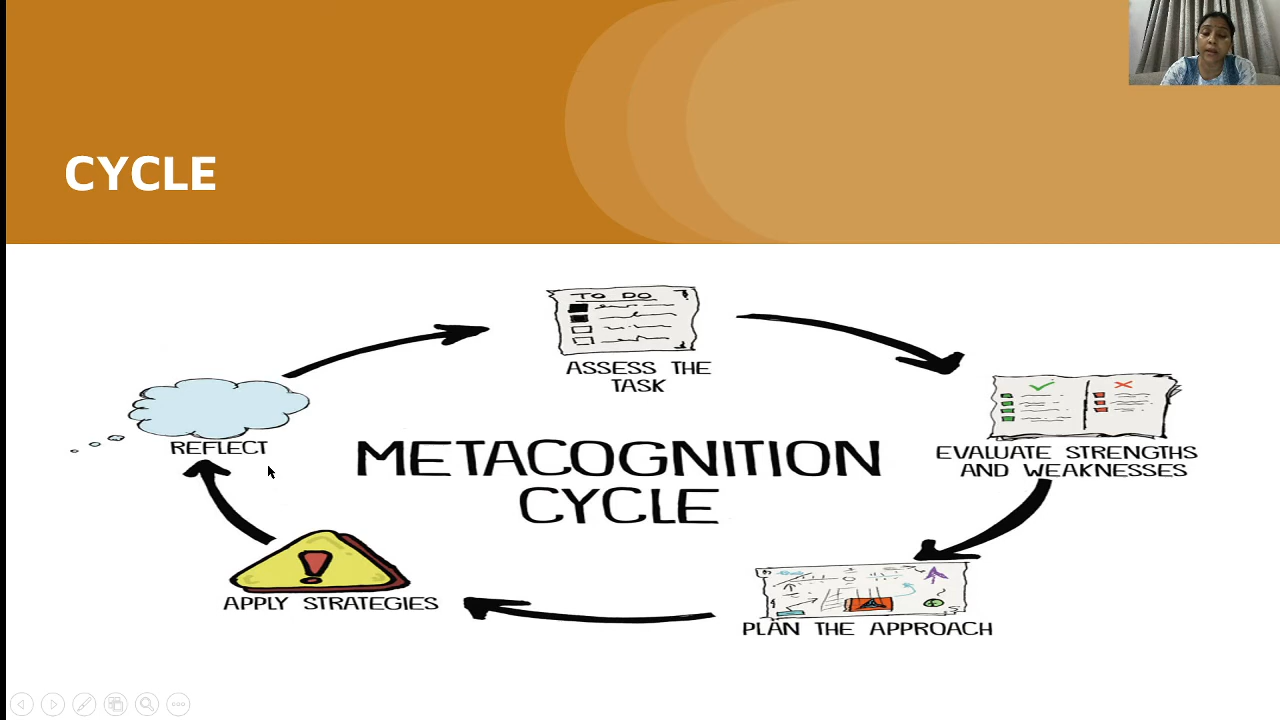 CYCLE
TO DO
ASSESS THE
TASK
EVALUATE STRENGTHS
AND WEAKNESSES
REFLECT
METACOGNITION
CYCLE
APPLY STRATEGIES
PLAN THE APPROACH